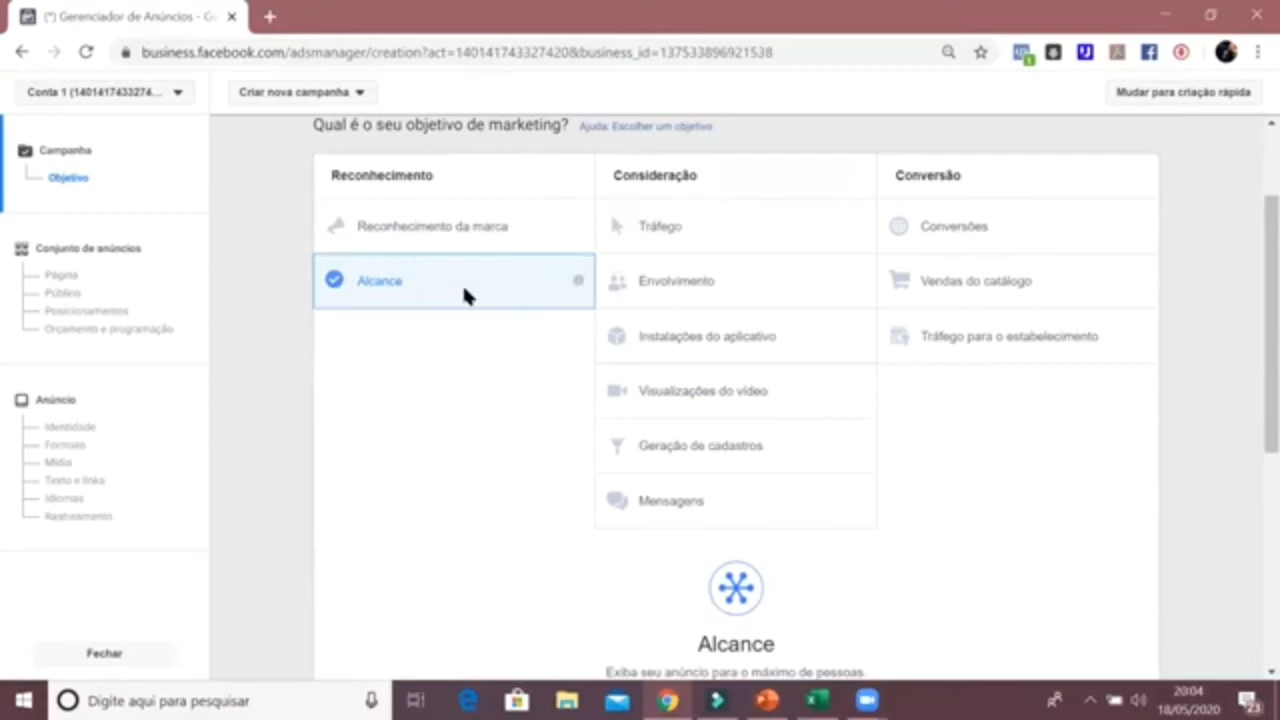 (*) Gerenciador de Anúncios - G
business.facebook.com/adsmanager/creation?act=140141743327420&business_id=137533896921538
Conta 1 (1401417433274...
Criar nova campanha
Mudar para criação rápida
Qual é o seu objetivo de marketing?
Ajuda: Escolher um objetivo
Campanha
Objetivo
Conjunto de anúncios
Página
Público
Posicionamentos
Orçamento e programação
Anúncio
Identidade
Formato
Mídia
Texto e links
Idiomas
Rastreamento
Fechar
Reconhecimento
Reconhecimento da marca
Alcance
Consideração
Tráfego
Envolvimento
Instalações do aplicativo
Visualizações do vídeo
Geração de cadastros
Mensagens
Conversão
Conversões
Vendas do catálogo
Tráfego para o estabelecimento
Alcance
Exiba seu anúncio para o máximo de pessoas.
Digite aqui para pesquisar
20:04
18/05/2020
23